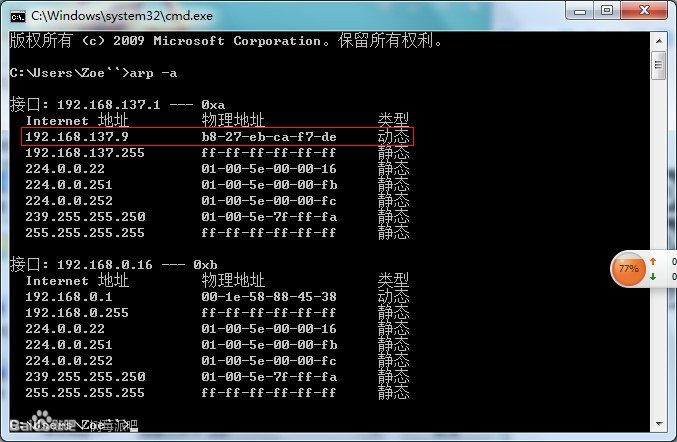 C:\Windows\system32\cmd.exe
版权所有 (c) 2009 Microsoft Corporation。保留所有权利。
C:\Users\Zoe``>arp -a
接口: 192.168.137.1 --- 0xa
Internet 地址 物理地址 类型
192.168.137.9 b8-27-eb-ca-f7-de 动态
192.168.137.255 ff-ff-ff-ff-ff-ff 静态
224.0.0.22 01-00-5e-00-00-16 静态
224.0.0.251 01-00-5e-00-00-fb 静态
224.0.0.252 01-00-5e-00-00-fc 静态
239.255.255.250 01-00-5e-7f-ff-fa 静态
255.255.255.255 ff-ff-ff-ff-ff-ff 静态
接口: 192.168.0.16 --- 0xb
Internet 地址 物理地址 类型
192.168.0.1 00-1e-58-88-45-38 动态
192.168.0.255 ff-ff-ff-ff-ff-ff 静态
224.0.0.22 01-00-5e-00-00-16 静态
224.0.0.251 01-00-5e-00-00-fb 静态
224.0.0.252 01-00-5e-00-00-fc 静态
239.255.255.250 01-00-5e-7f-ff-fa 静态
255.255.255.255 ff-ff-ff-ff-ff-ff 静态
C:\Users\Zoe``>
77%
0
0